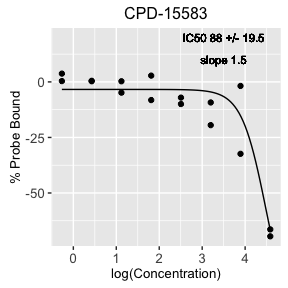 CPD-15583
IC50 88 +/- 19.5
slope 1.5
% Probe Bound
0
-25
-50
0 1 2 3 4
log(Concentration)